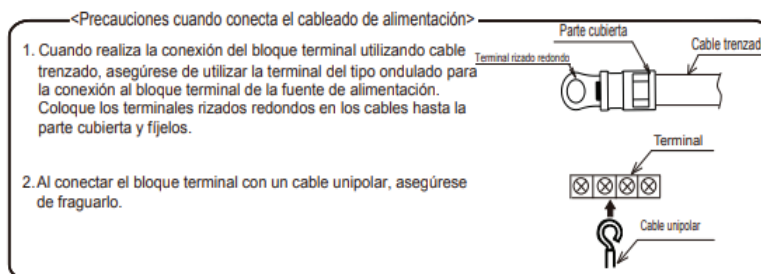 <Precauciones cuando conecta el cableado de alimentación>
1. Cuando realiza la conexión del bloque terminal utilizando cable
trenzado, asegúrese de utilizar la terminal del tipo ondulado para
la conexión al bloque terminal de la fuente de alimentación.
Coloque los terminales rizados redondos en los cables hasta la
parte cubierta y fíjelos.
Parte cubierta
Terminal rizado redondo
Cable trenzad
2. Al conectar el bloque terminal con un cable unipolar, asegúrese
de fraguarlo.
Terminal
Cable unipolar